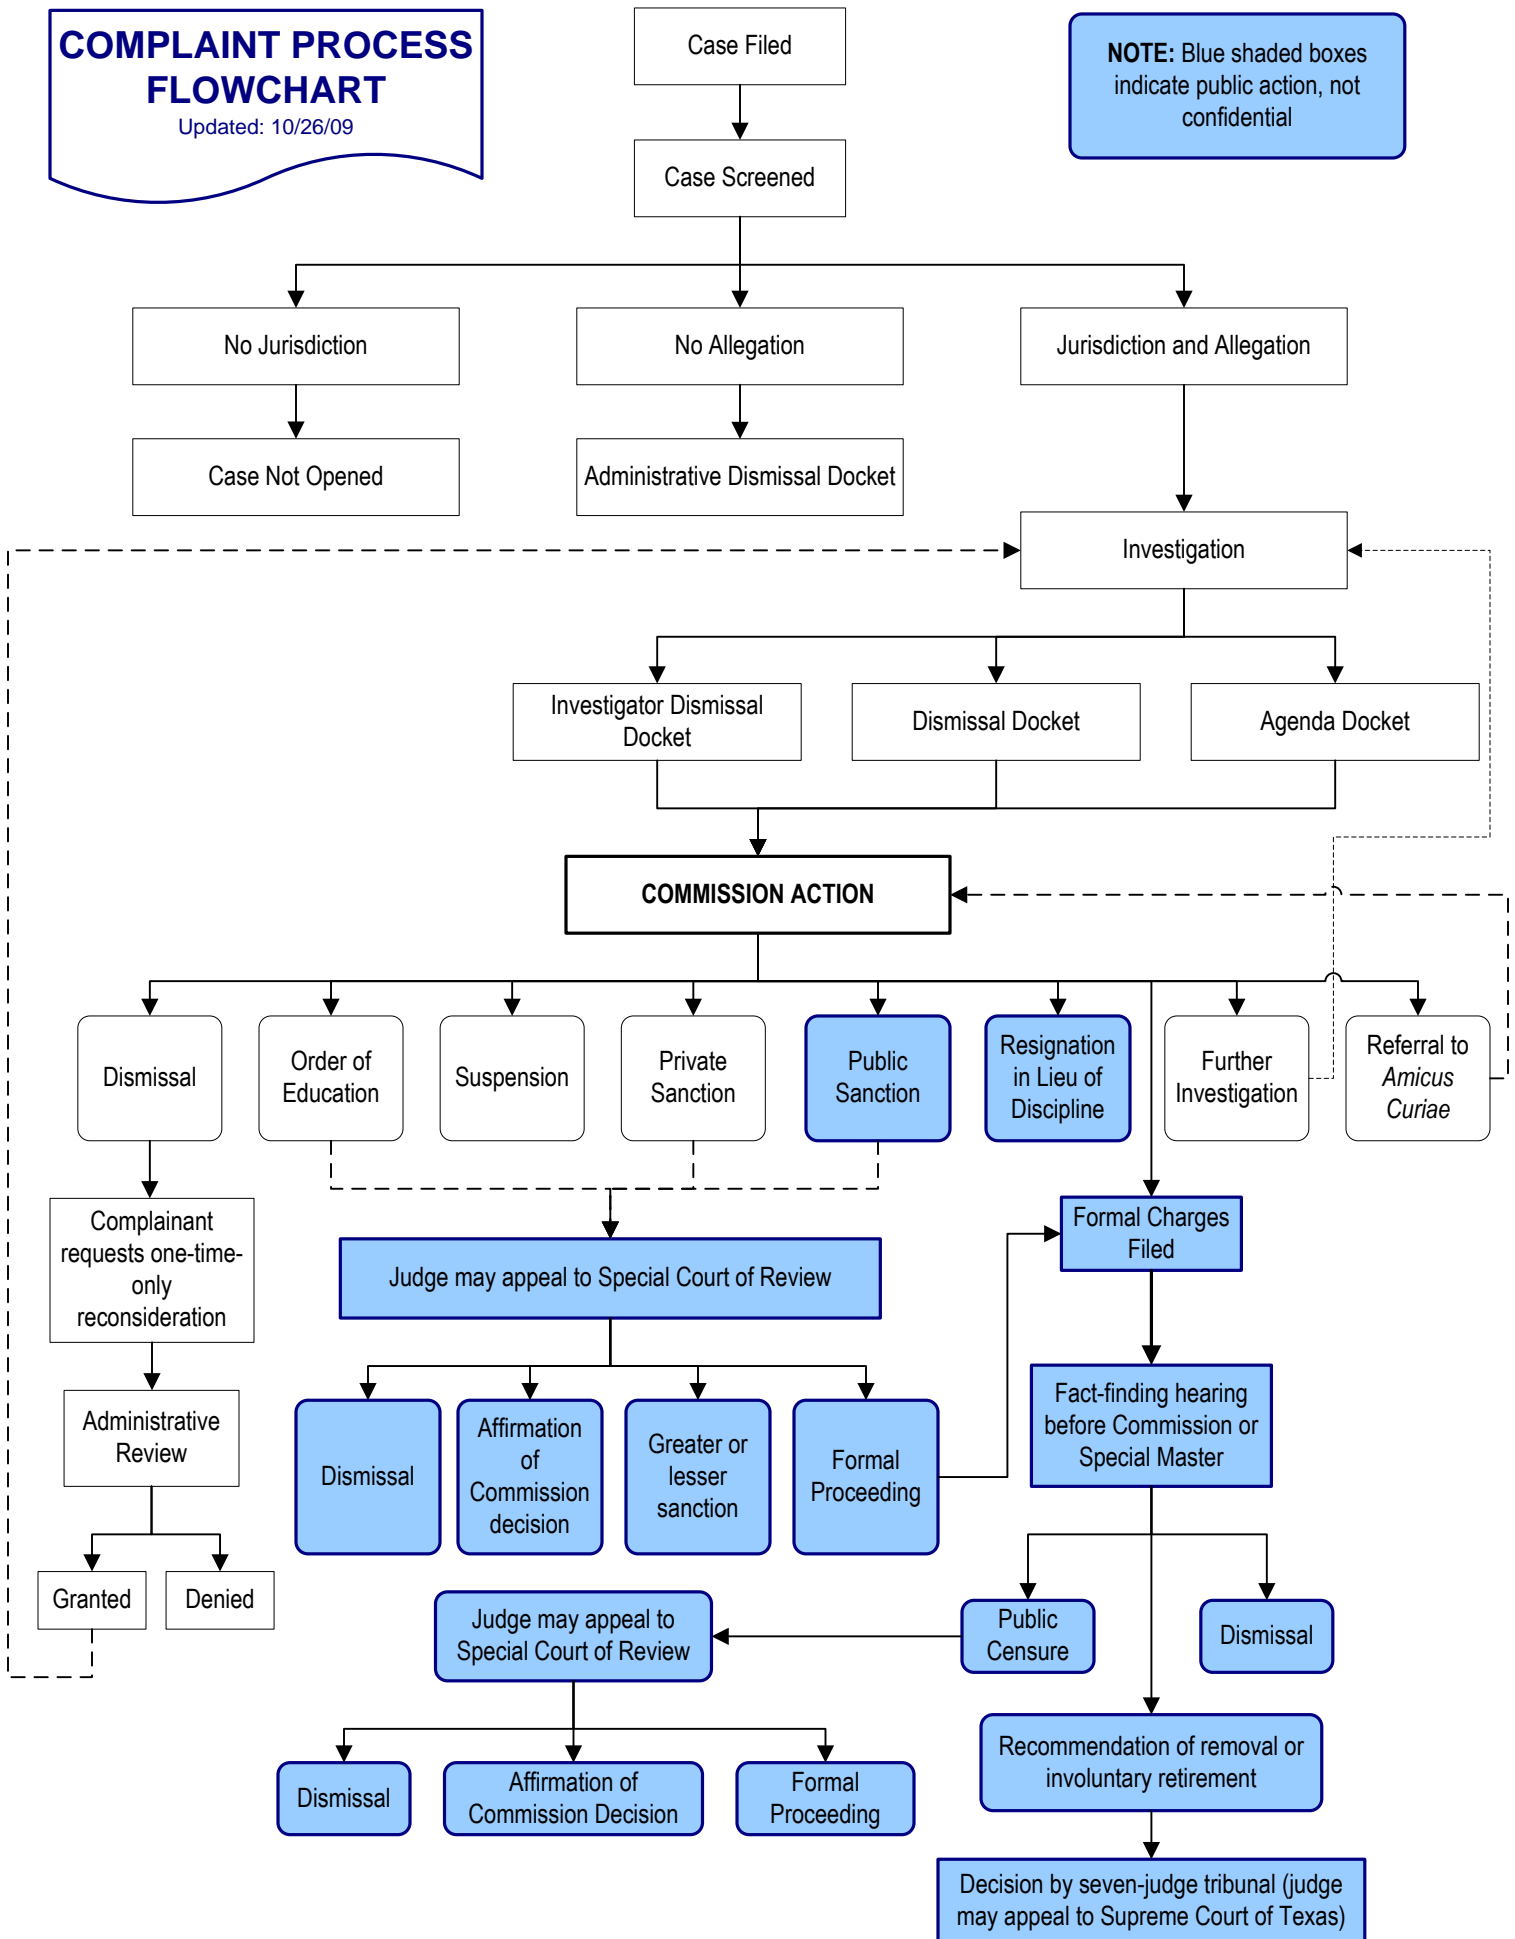 COMPLAINT PROCESS
FLOWCHART
Updated: 10/26/09
Case Filed
NOTE: Blue shaded boxes
indicate public action, not
confidential
Case Screened
No Jurisdiction
No Allegation
Jurisdiction and Allegation
Case Not Opened
Administrative Dismissal Docket
Investigation
Investigator Dismissal
Docket
Dismissal Docket
Agenda Docket
COMMISSION ACTION
Dismissal
Order of
Education
Suspension
Private
Sanction
Public
Sanction
Resignation
in Lieu of
Discipline
Further
Investigation
Referral to
Amicus
Curiae
Complainant
requests one-time-
only
reconsideration
Judge may appeal to Special Court of Review
Formal Charges
Filed
Administrative
Review
Dismissal
Affirmation
of
Commission
decision
Greater or
lesser
sanction
Formal
Proceeding
Fact-finding hearing
before Commission or
Special Master
Granted
Denied
Judge may appeal to
Special Court of Review
Public
Censure
Dismissal
Dismissal
Affirmation of
Commission Decision
Formal
Proceeding
Recommendation of removal or
involuntary retirement
Decision by seven-judge tribunal (judge
may appeal to Supreme Court of Texas)